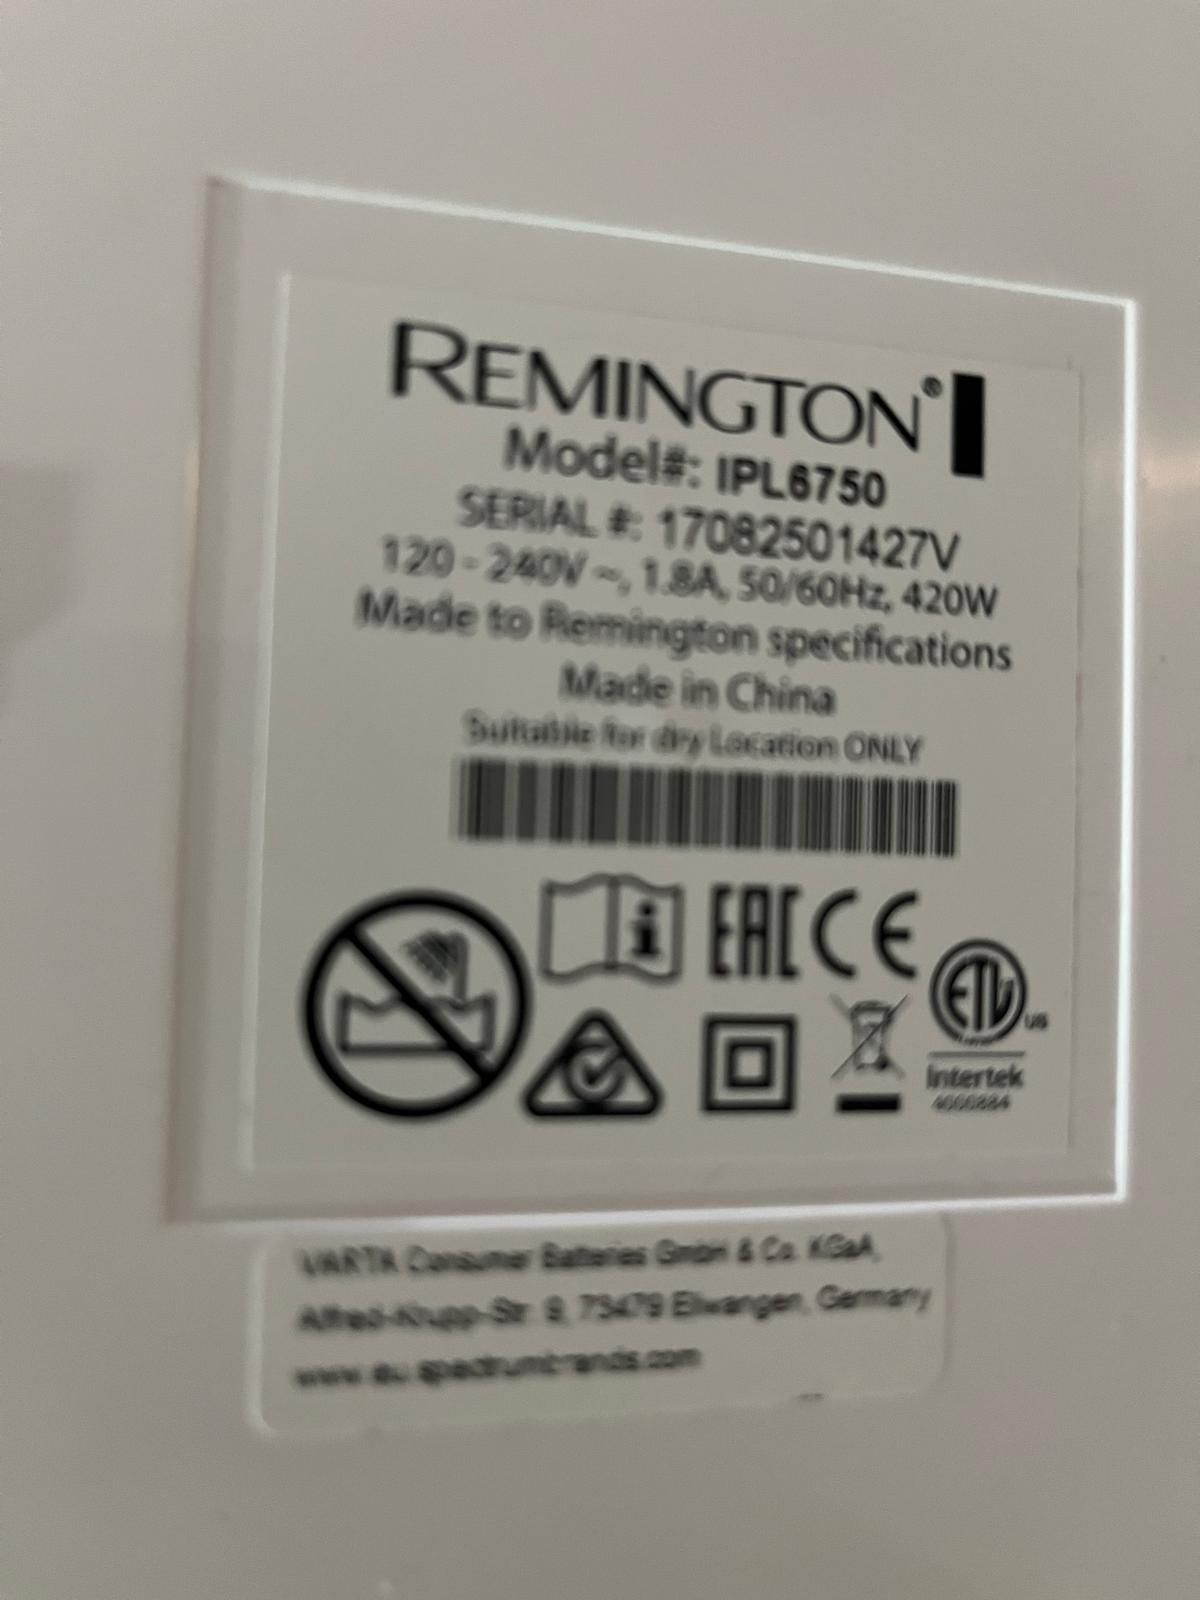 REMINGTON®
Model#: IPL6750
SERIAL #: 17082501427V
120 - 240V ~, 1.8A, 50/60Hz, 420W
Made to Remington specifications
Made in China
Suitable for dry Location ONLY
i EAC CE
ETL US
Intertek
4000884
VARTA Consumer Batteries GmbH & Co. KGaA,
Alfred-Krupp-Str. 9, 73479 Ellwangen, Germany
www.eu.spectrumbrands.com